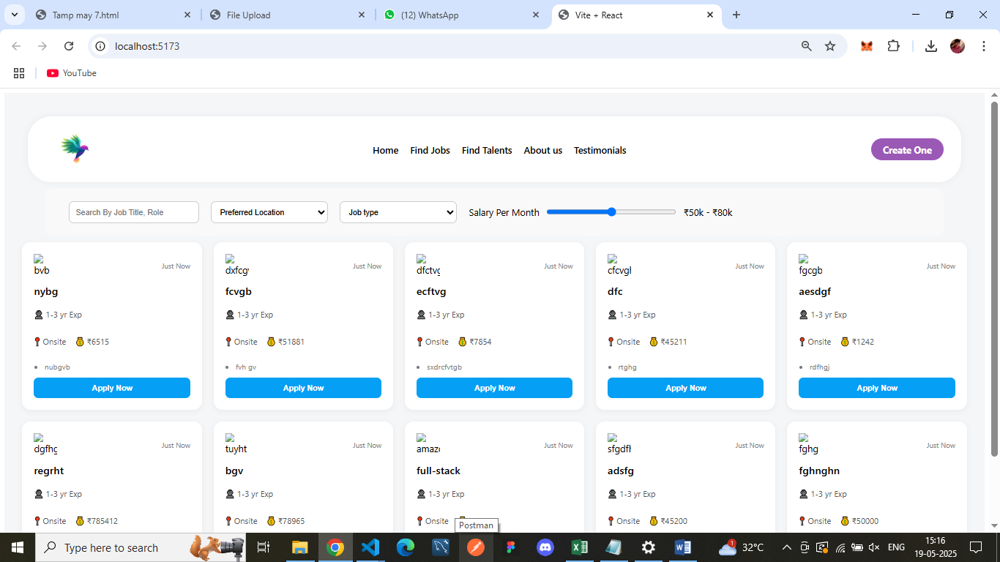 Tamp may 7.html
File Upload
(12) WhatsApp
Vite + React
localhost:5173
YouTube
Home Find Jobs Find Talents About us Testimonials
Create One
Search By Job Title, Role
Preferred Location
Job type
Salary Per Month
₹50k - ₹80k
bvb
Just Now
dxfcg
Just Now
dfctvg
Just Now
cfcvgl
Just Now
fgcgb
Just Now
nybg
fcvgb
ecftvg
dfc
aesdgf
1-3 yr Exp
1-3 yr Exp
1-3 yr Exp
1-3 yr Exp
1-3 yr Exp
Onsite ₹6515
Onsite ₹51881
Onsite ₹7854
Onsite ₹45211
Onsite ₹1242
nubgvb
fvh gv
sxdrcfvtgb
rtghg
rdfhgj
Apply Now
Apply Now
Apply Now
Apply Now
Apply Now
dgfhg
Just Now
tuyht
Just Now
Just Now
Just Now
fghg
Just Now
regrht
bgv
full-stack
adsfg
fghnghn
1-3 yr Exp
1-3 yr Exp
1-3 yr Exp
1-3 yr Exp
1-3 yr Exp
Onsite ₹785412
Onsite ₹78965
Onsite
Onsite ₹45200
Onsite ₹50000
Postman
Type here to search
1
32°C
ENG
15:16
19-05-2025